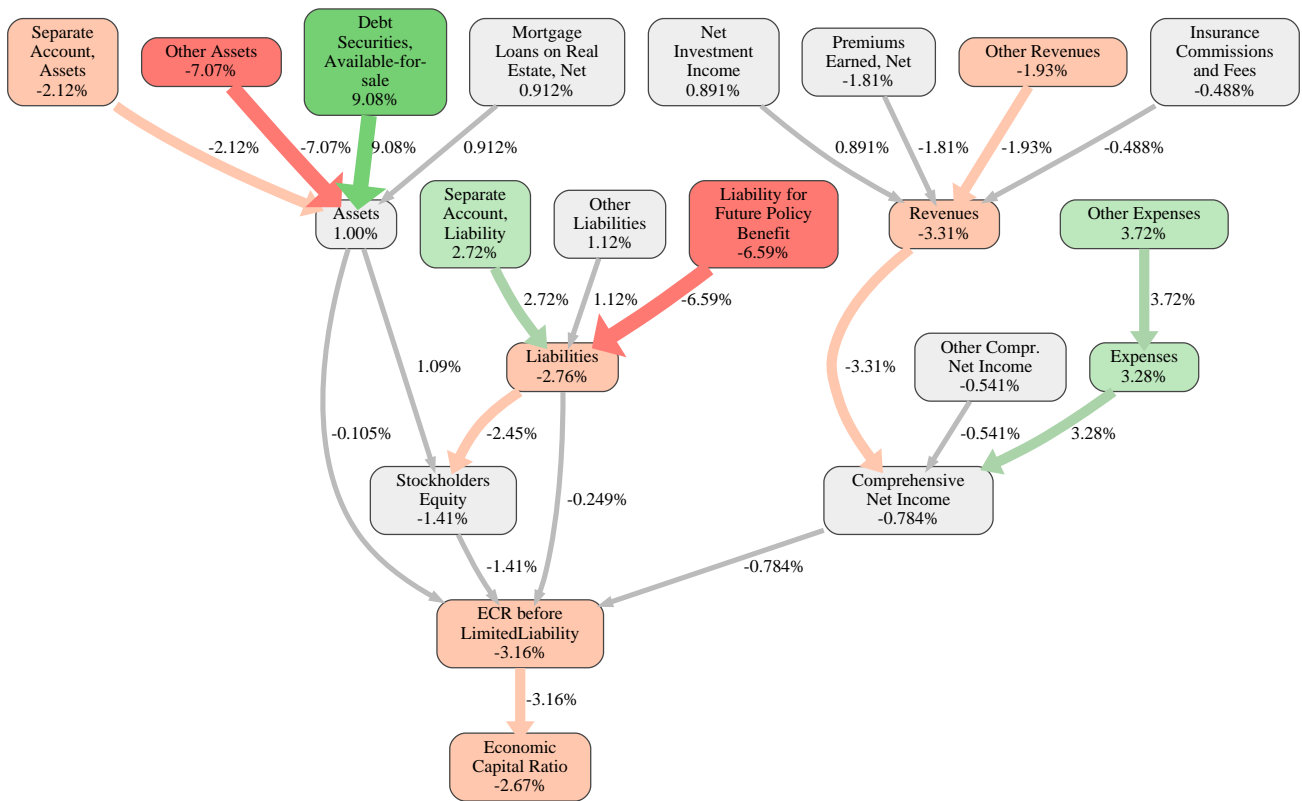 Separate
Account,
Assets
-2.12%
Other Assets
-7.07%
Debt
Securities,
Available-for-
sale
9.08%
Mortgage
Loans on Real
Estate, Net
0.912%
Net
Investment
Income
0.891%
Premiums
Earned, Net
-1.81%
Other Revenues
-1.93%
Insurance
Commissions
and Fees
-0.488%
-2.12%
-7.07%
9.08%
0.912%
0.891%
-1.81%
-1.93%
-0.488%
Assets
1.00%
Separate
Account,
Liability
2.72%
Other
Liabilities
1.12%
Liability for
Future Policy
Benefit
-6.59%
Revenues
-3.31%
Other Expenses
3.72%
2.72%
1.12%
-6.59%
3.72%
Liabilities
-2.76%
Other Compr.
Net Income
-0.541%
Expenses
3.28%
1.09%
-3.31%
-0.105%
-2.45%
-0.541%
3.28%
Stockholders
Equity
-1.41%
-0.249%
Comprehensive
Net Income
-0.784%
-1.41%
-0.784%
ECR before
LimitedLiability
-3.16%
-3.16%
Economic
Capital Ratio
-2.67%